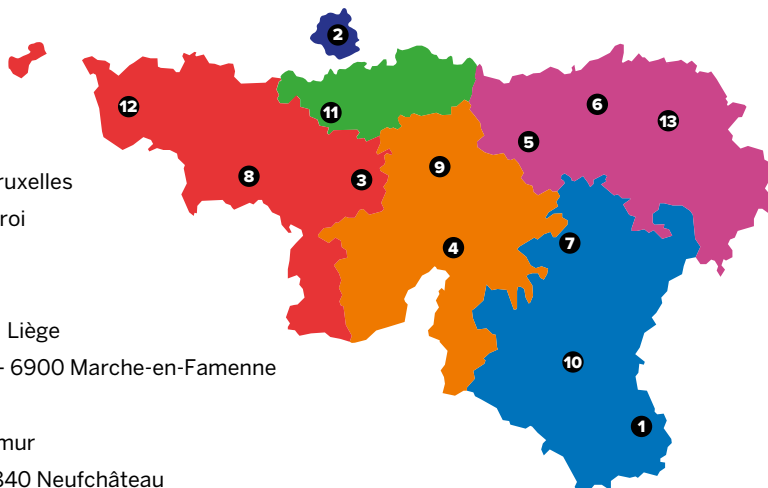 2
12
6
11
13
5
9
8
3
ruxelles
roi
7
4
Liège
- 6900 Marche-en-Famenne
10
1
mur
840 Neufchâteau